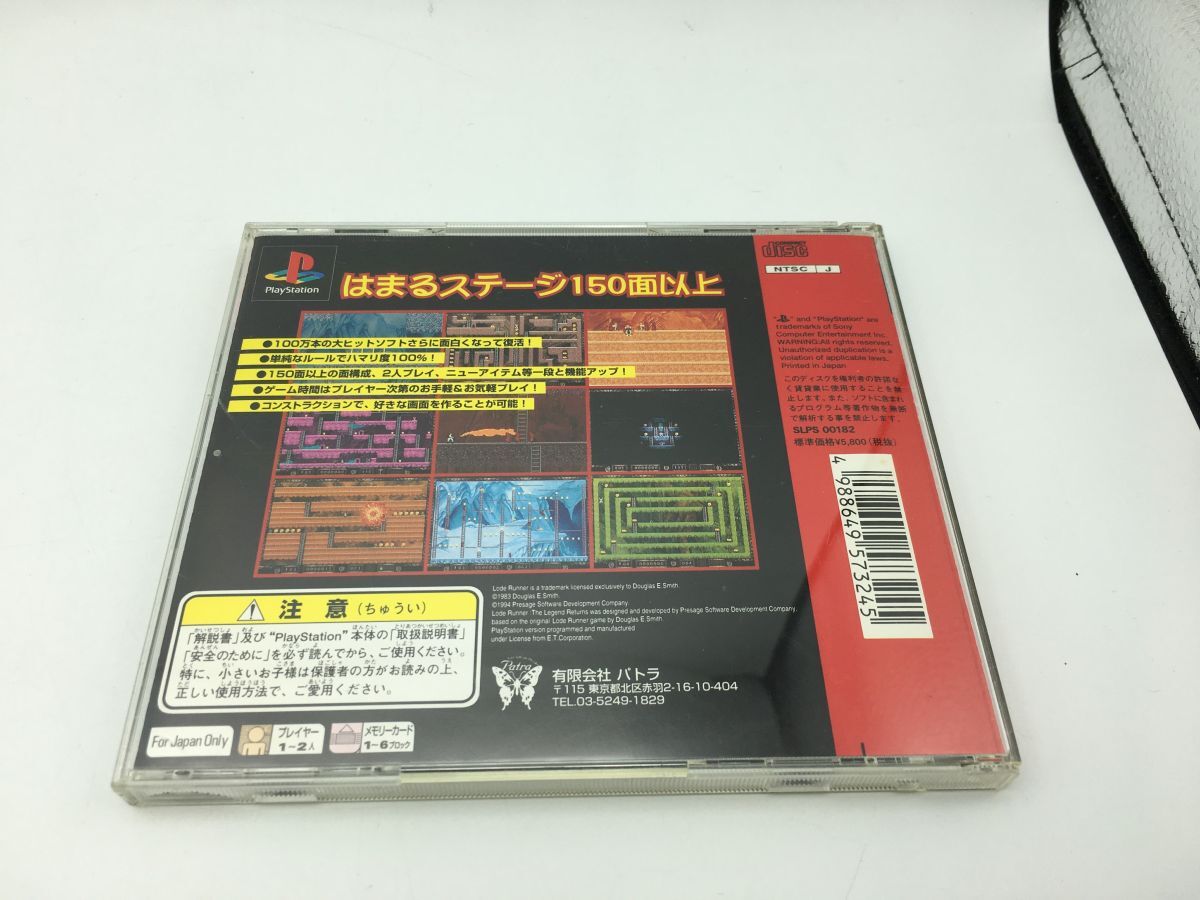 PlayStation
はまるステージ150面以上
●100万本の大ヒットソフトさらに面白くなって復活！
●単純なルールでハマリ度100%！
●150面以上の面構成、2人プレイ、ニューアイテム等一段と機能アップ！
●ゲーム時間はプレイヤー次第のお手軽&お気軽プレイ！
●コンストラクションで、好きな画面を作ることが可能！
Lode Runner is a trademark licensed exclusively to Douglas E.Smith.
©1983 Douglas E.Smith.
©1994 Presage Software Development Company.
Lode Runner :The Legend Returns was designed and developed by Presage Software Development Company,
based on the original Lode Runner game by Douglas E.Smith.
PlayStation version programmed and manufactured
under License from E.T.Corporation.
注 意 (ちゅうい)
「解説書」及び“PlayStation”本体の「取扱説明書」
「安全のために」を必ず読んでから、ご使用ください。
特に、小さいお子様は保護者の方がお読みの上、
正しい使用方法で、ご愛用ください。
Patra
有限会社 パトラ
〒115 東京都北区赤羽2-16-10-404
TEL.03-5249-1829
For Japan Only
プレイヤー
1〜2人
メモリーカード
1〜6ブロック
COMPACT
disc
NTSC J
" " and "PlayStation" are
trademarks of Sony
Computer Entertainment Inc.
WARNING:All rights reserved.
Unauthorized duplication is a
violation of applicable laws.
Printed in Japan
このディスクを権利者の許諾な
く賃貸業に使用することを禁
止します。また、ソフトに含まれ
るプログラム等著作物を無断
で解析する事を禁止します。
SLPS 00182
標準価格¥5,800(税抜)
4988649573245